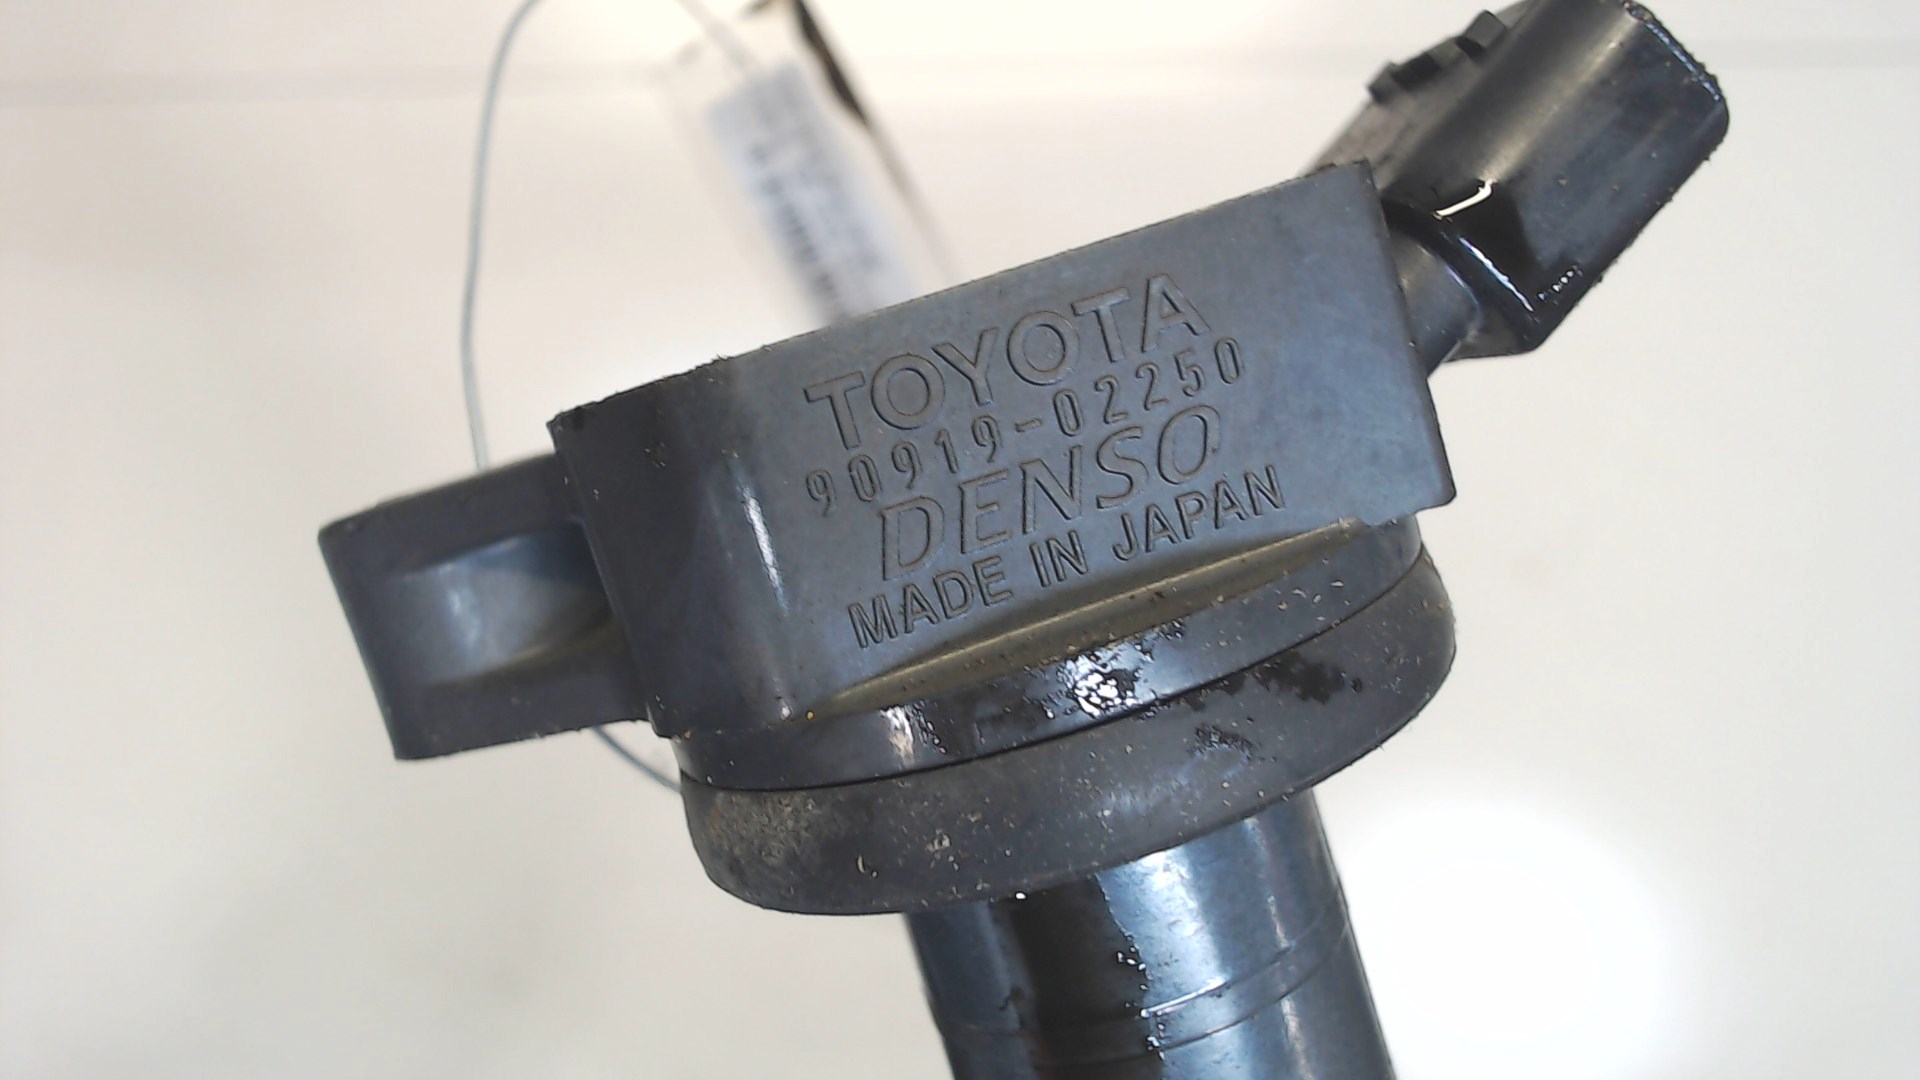 TOYOTA
90919-02250
DENSO
MADE IN JAPAN